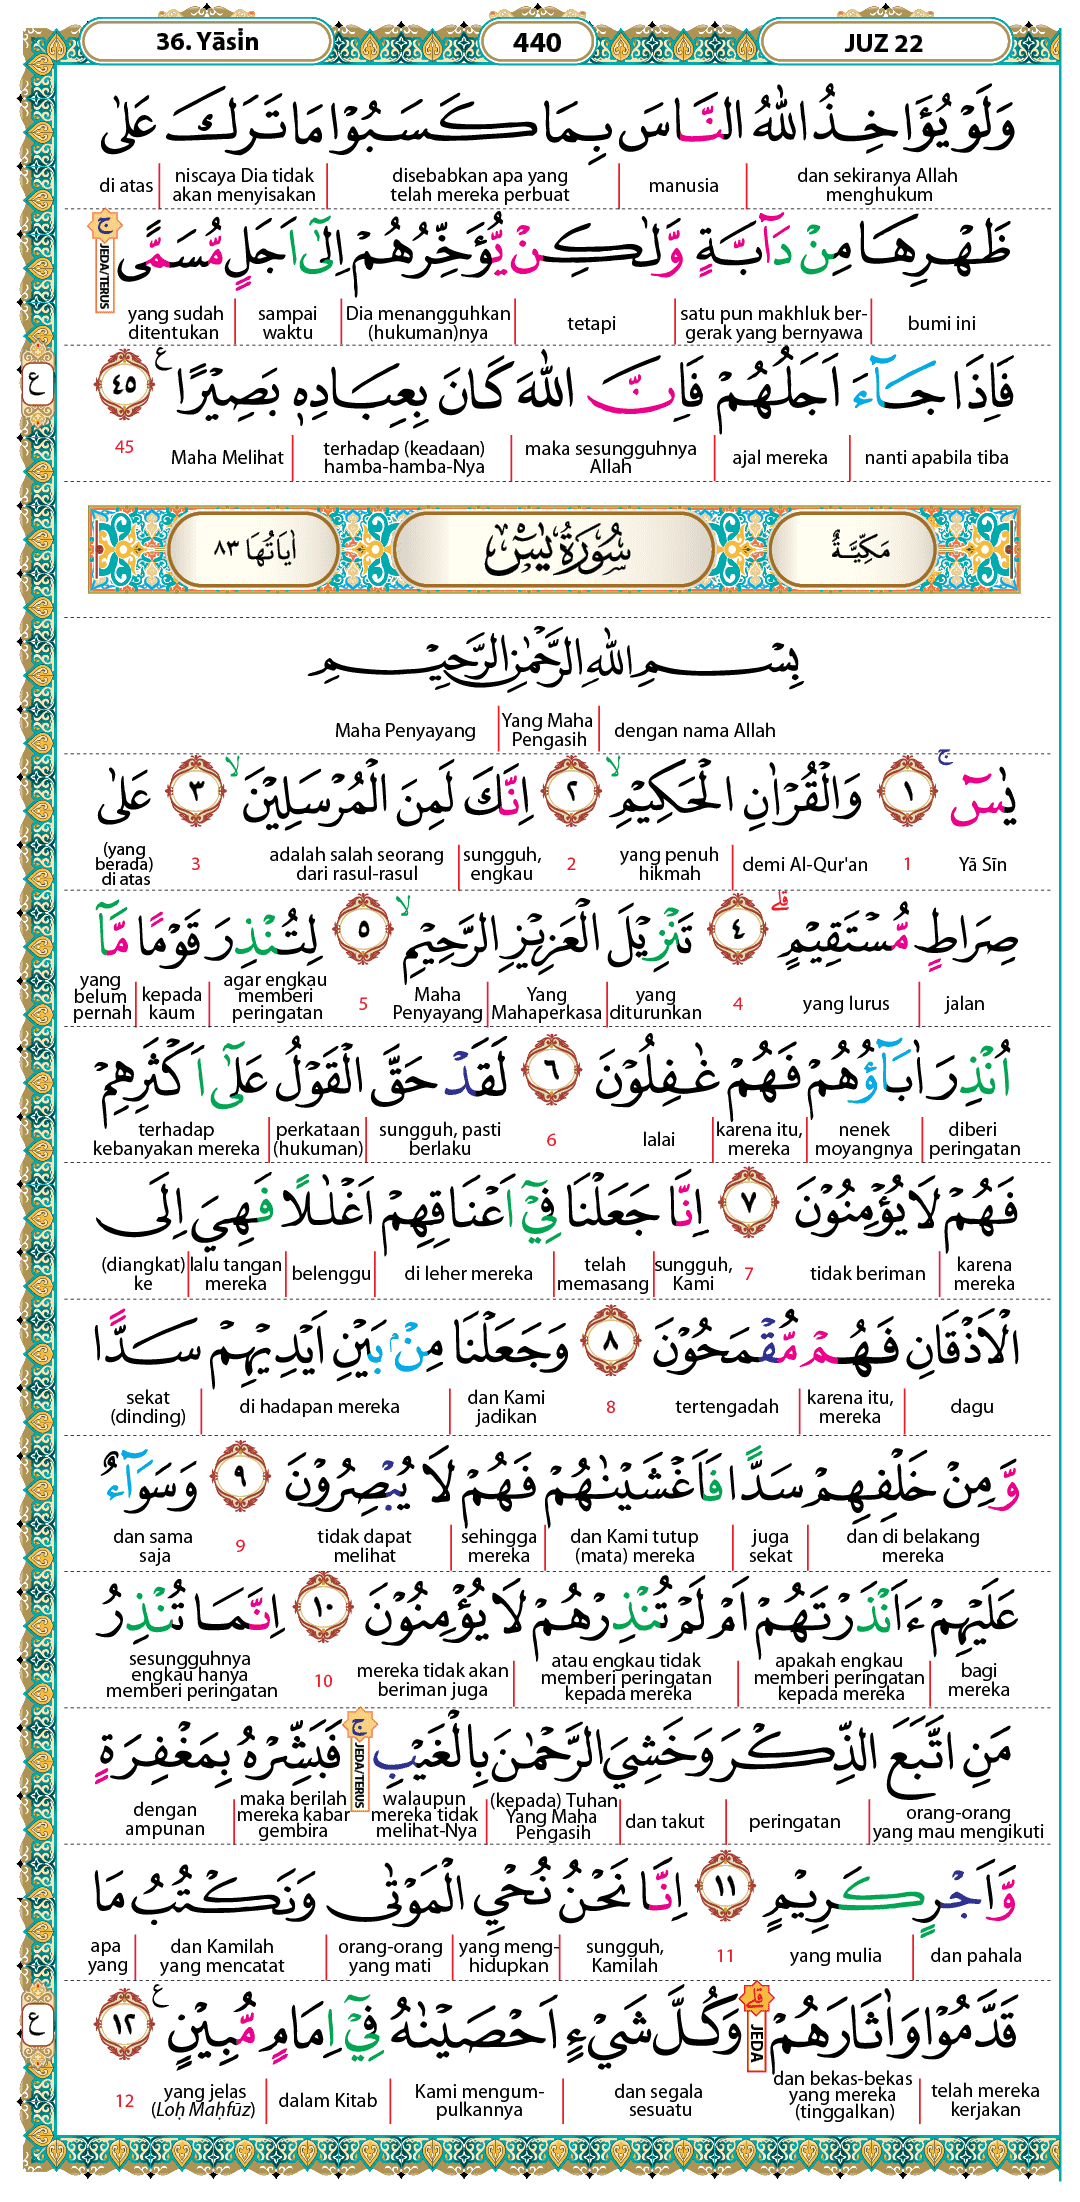 36. Yāsīn 440 JUZ 22
وَلَوْ يُؤَاخِذُ اللّٰهُ النَّاسَ بِمَا كَسَبُوْا مَا تَرَكَ عَلٰى
dan sekiranya Allah menghukum | manusia | disebabkan apa yang telah mereka perbuat | niscaya Dia tidak akan menyisakan | di atas
ظَهْرِهَا مِنْ دَاۤبَّةٍ وَّلٰكِنْ يُّؤَخِّرُهُمْ اِلٰٓى اَجَلٍ مُّسَمًّىۚ
JEDA/TERUS
bumi ini | satu pun makhluk ber-gerak yang bernyawa | tetapi | Dia menangguhkan (hukuman)nya | sampai waktu | yang sudah ditentukan
فَاِذَا جَاۤءَ اَجَلُهُمْ فَاِنَّ اللّٰهَ كَانَ بِعِبَادِهٖ بَصِيْرًا ࣖ ٤٥
ع
nanti apabila tiba | ajal mereka | maka sesungguhnya Allah | terhadap (keadaan) hamba-hamba-Nya | Maha Melihat 45
مَكِّيَّةٌ سُوْرَةُ يٰسۤ اٰيَاتُهَا ٨٣
بِسْمِ اللّٰهِ الرَّحْمٰنِ الرَّحِيْمِ
dengan nama Allah | Yang Maha Pengasih | Maha Penyayang
يٰسۤ ۚ ١ وَالْقُرْاٰنِ الْحَكِيْمِۙ ٢ اِنَّكَ لَمِنَ الْمُرْسَلِيْنَۙ ٣ عَلٰى
Yā Sīn 1 demi Al-Qur'an | yang penuh hikmah 2 sungguh, engkau | adalah salah seorang dari rasul-rasul 3 (yang berada) di atas
صِرَاطٍ مُّسْتَقِيْمٍۗ ٤ تَنْزِيْلَ الْعَزِيْزِ الرَّحِيْمِۙ ٥ لِتُنْذِرَ قَوْمًا مَّآ
jalan | yang lurus 4 yang diturunkan | Yang Mahaperkasa | Maha Penyayang 5 agar engkau memberi peringatan | kepada kaum | yang belum pernah
اُنْذِرَ اٰبَاۤؤُهُمْ فَهُمْ غٰفِلُوْنَ ٦ لَقَدْ حَقَّ الْقَوْلُ عَلٰٓى اَكْثَرِهِمْ
diberi peringatan | nenek moyangnya | karena itu, mereka | lalai 6 sungguh, pasti berlaku | perkataan (hukuman) | terhadap kebanyakan mereka
فَهُمْ لَا يُؤْمِنُوْنَ ٧ اِنَّا جَعَلْنَا فِيْٓ اَعْنَاقِهِمْ اَغْلٰلًا فَهِيَ اِلَى
karena mereka | tidak beriman 7 sungguh, Kami | telah memasang | di leher mereka | belenggu | lalu tangan mereka | (diangkat) ke
الْاَذْقَانِ فَهُمْ مُّقْمَحُوْنَ ٨ وَجَعَلْنَا مِنْۢ بَيْنِ اَيْدِيْهِمْ سَدًّا
dagu | karena itu, mereka | tertengadah 8 dan Kami jadikan | di hadapan mereka | sekat (dinding)
وَّمِنْ خَلْفِهِمْ سَدًّا فَاَغْشَيْنٰهُمْ فَهُمْ لَا يُبْصِرُوْنَ ٩ وَسَوَاۤءٌ
dan di belakang mereka | juga sekat | dan Kami tutup (mata) mereka | sehingga mereka | tidak dapat melihat 9 dan sama saja
عَلَيْهِمْ ءَاَنْذَرْتَهُمْ اَمْ لَمْ تُنْذِرْهُمْ لَا يُؤْمِنُوْنَ ١٠ اِنَّمَا تُنْذِرُ
bagi mereka | apakah engkau memberi peringatan kepada mereka | atau engkau tidak memberi peringatan kepada mereka | mereka tidak akan beriman juga 10 sesungguhnya engkau hanya memberi peringatan
مَنِ اتَّبَعَ الذِّكْرَ وَخَشِيَ الرَّحْمٰنَ بِالْغَيْبِۚ فَبَشِّرْهُ بِمَغْفِرَةٍ
JEDA/TERUS
orang-orang yang mau mengikuti | peringatan | dan takut | (kepada) Tuhan Yang Maha Pengasih | walaupun mereka tidak melihat-Nya | maka berilah mereka kabar gembira | dengan ampunan
وَّاَجْرٍ كَرِيْمٍ ١١ اِنَّا نَحْنُ نُحْيِ الْمَوْتٰى وَنَكْتُبُ مَا
dan pahala | yang mulia 11 sungguh, Kamilah | yang meng-hidupkan | orang-orang yang mati | dan Kamilah yang mencatat | apa yang
قَدَّمُوْا وَاٰثَارَهُمْۗ وَكُلَّ شَيْءٍ اَحْصَيْنٰهُ فِيْٓ اِمَامٍ مُّبِيْنٍ ࣖ ١٢
JEDA
ع
telah mereka kerjakan | dan bekas-bekas yang mereka (tinggalkan) | dan segala sesuatu | Kami mengum-pulkannya | dalam Kitab | yang jelas (Loḥ Maḥfūẓ) 12